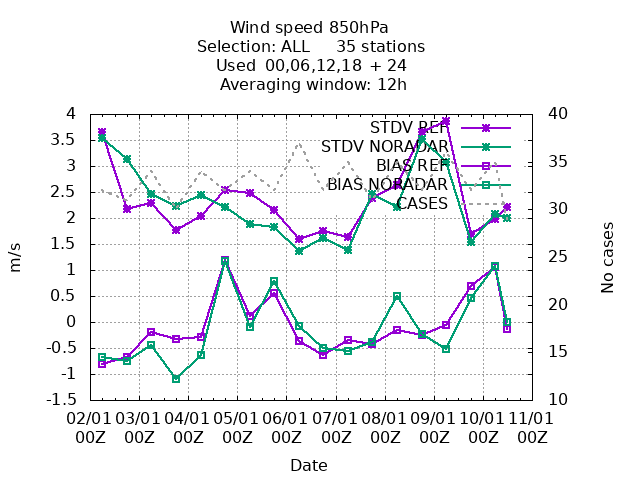 Wind speed 850hPa
Selection: ALL 35 stations
Used 00,06,12,18 + 24
Averaging window: 12h
4
3.5
3
2.5
2
1.5
1
0.5
0
-0.5
-1
-1.5
m/s
STDV REF
STDV NORADAR
BIAS REF
BIAS NORADAR
CASES
40
35
30
25
20
15
10
No cases
02/01 03/01 04/01 05/01 06/01 07/01 08/01 09/01 10/01 11/01
00Z 00Z 00Z 00Z 00Z 00Z 00Z 00Z 00Z 00Z
Date